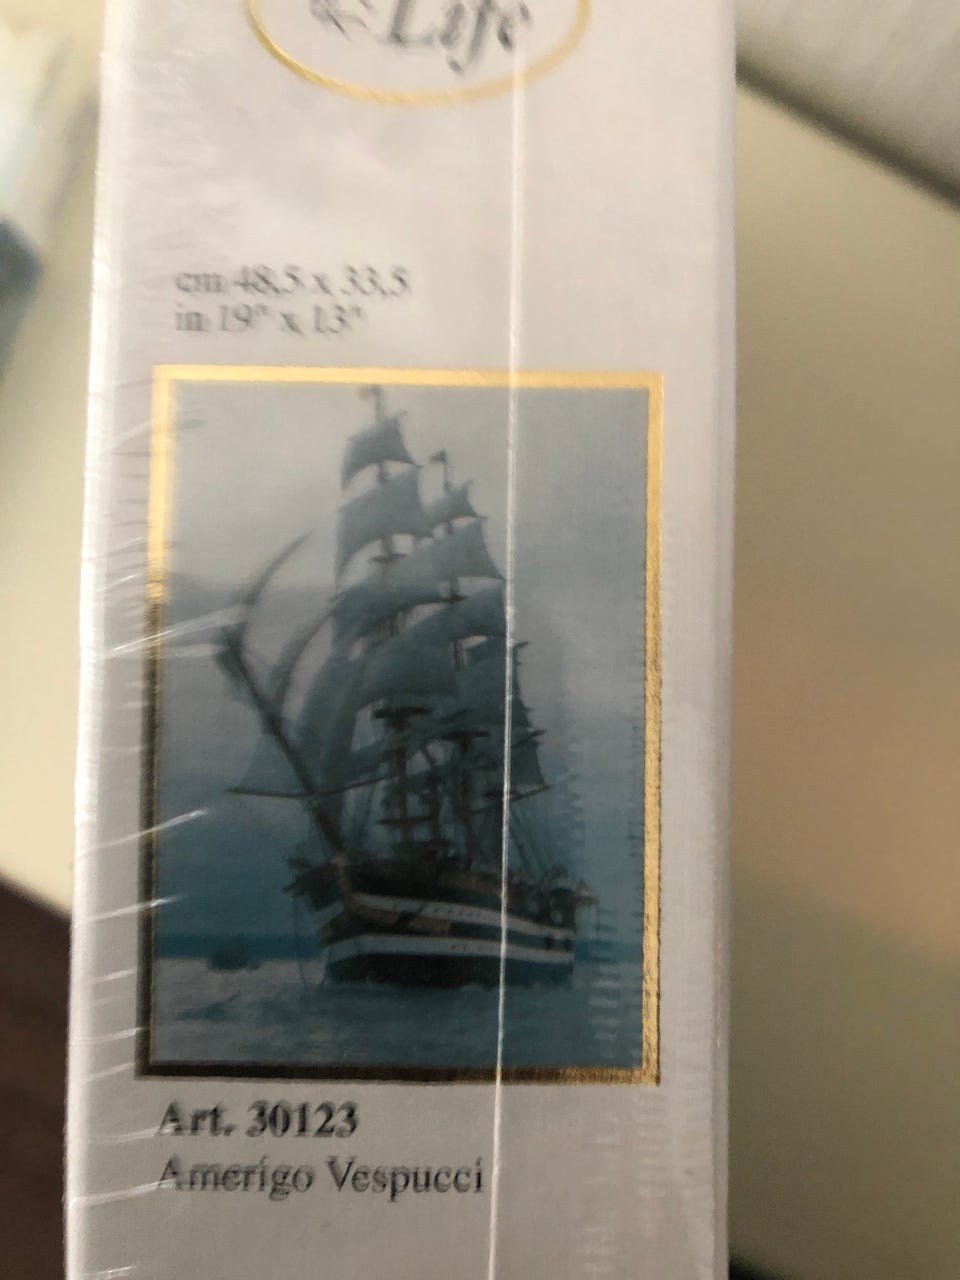 & Life
cm 48,5 x 33,5
in 19" x 13"
Art. 30123
Amerigo Vespucci